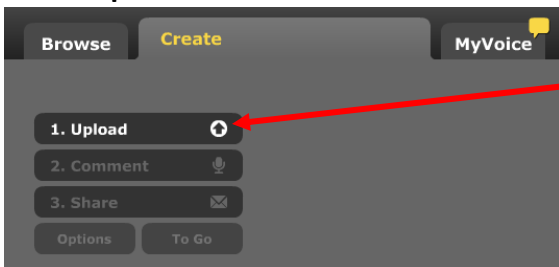 Browse Create MyVoice
1. Upload
2. Comment
3. Share
Options To Go